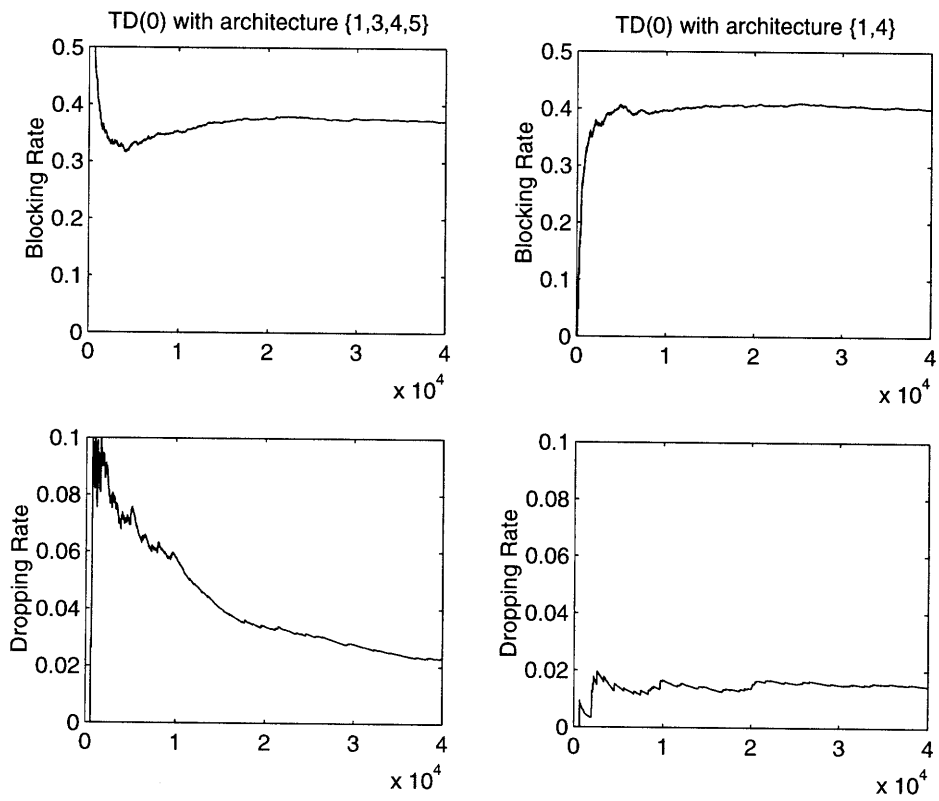 TD(0) with architecture {1,3,4,5}
0.5
0.4
0.3
0.2
0.1
0
Blocking Rate
0 1 2 3 4
x 10^4
TD(0) with architecture {1,4}
0.5
0.4
0.3
0.2
0.1
0
Blocking Rate
0 1 2 3 4
x 10^4
0.1
0.08
0.06
0.04
0.02
0
Dropping Rate
0 1 2 3 4
x 10^4
0.1
0.08
0.06
0.04
0.02
0
Dropping Rate
0 1 2 3 4
x 10^4